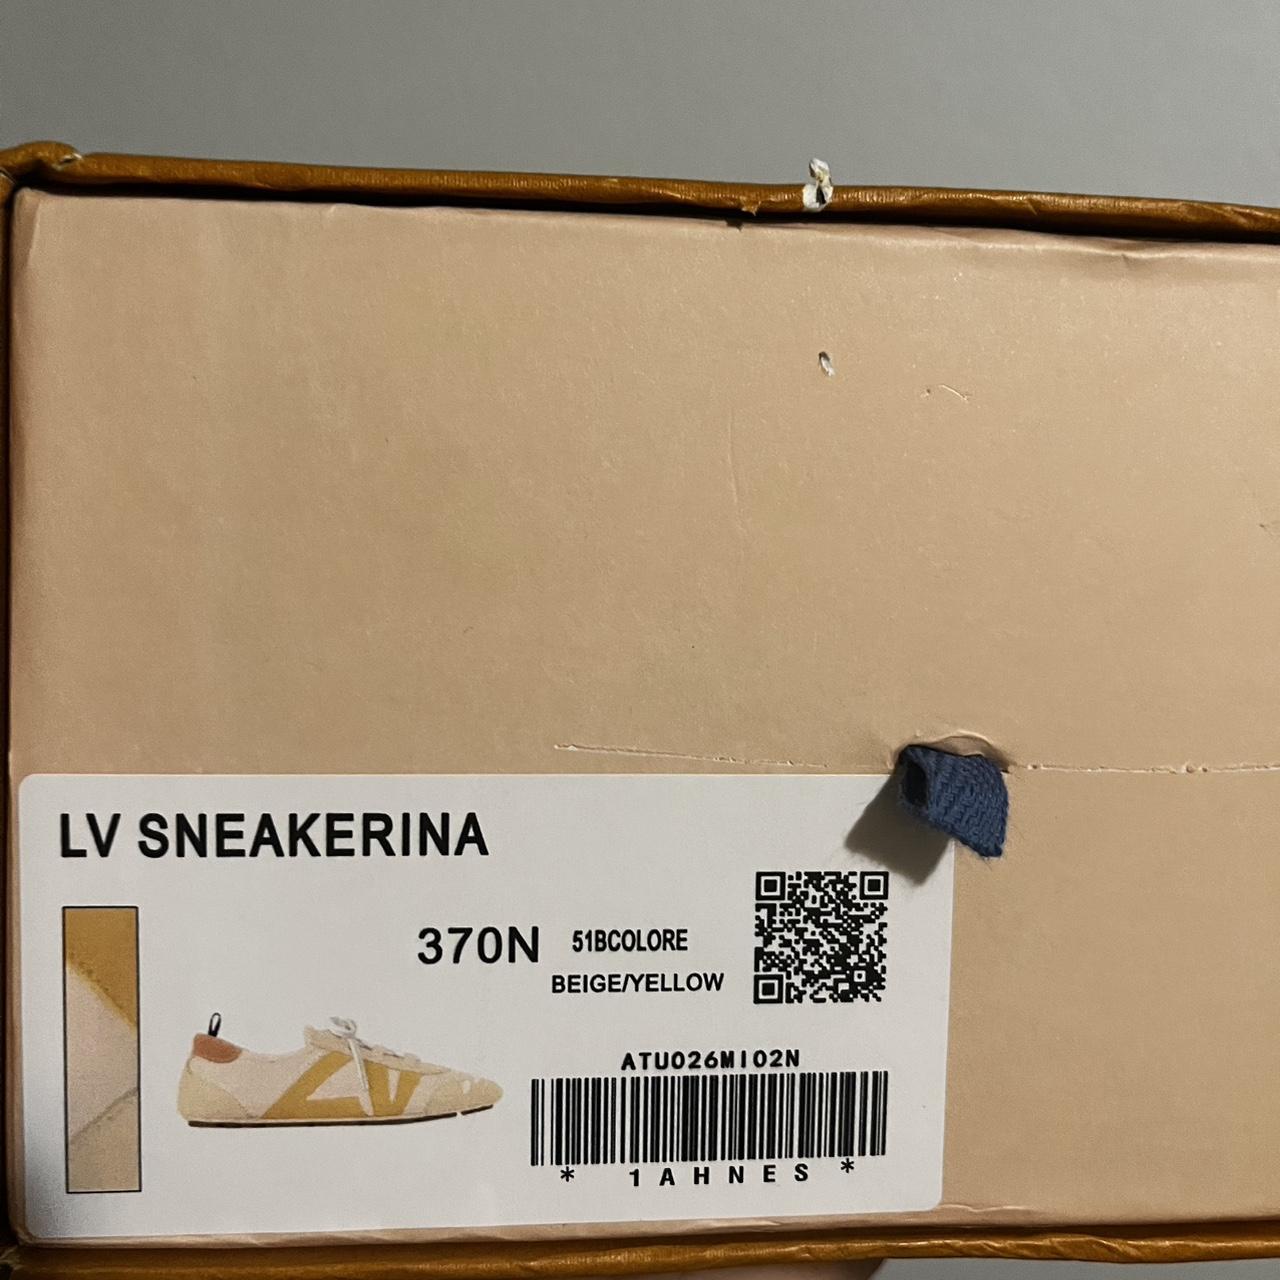 LV SNEAKERINA
370N
51BCOLORE
BEIGE/YELLOW
ATU026MI02N
* 1AHNES *